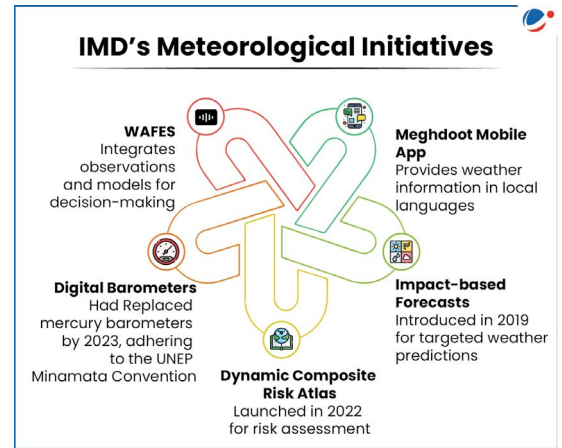 IMD's Meteorological Initiatives
WAFES
Integrates
observations
and models for
decision-making
Meghdoot Mobile
App
Provides weather
information in local
languages
Digital Barometers
Had Replaced
mercury barometers
by 2023, adhering
to the UNEP
Minamata Convention
Impact-based
Forecasts
Introduced in 2019
for targeted weather
predictions
Dynamic Composite
Risk Atlas
Launched in 2022
for risk assessment